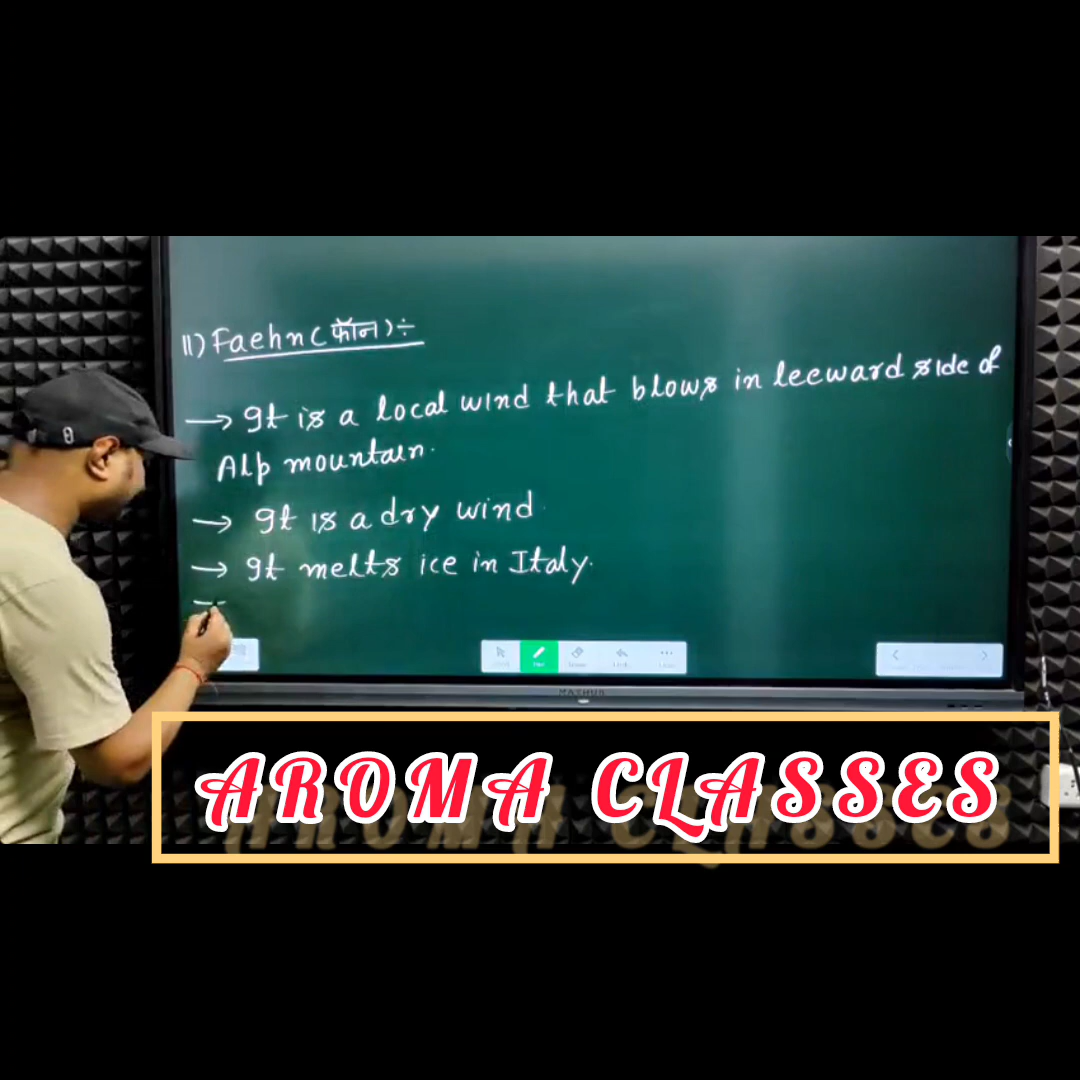 11) Faehn (फॉन) ÷
→ It is a local wind that blows in leeward side of
Alp mountain.
→ It is a dry wind
→ It melts ice in Italy.
MAXHUB
AROMA CLASSES